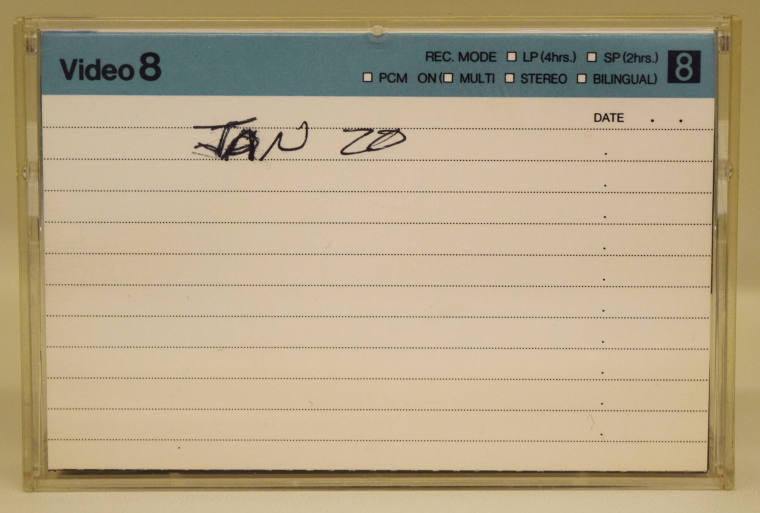 Video 8 REC. MODE □ LP (4hrs.) □ SP (2hrs.) 8
□ PCM ON (□ MULTI □ STEREO □ BILINGUAL)
DATE . .
JAN 20